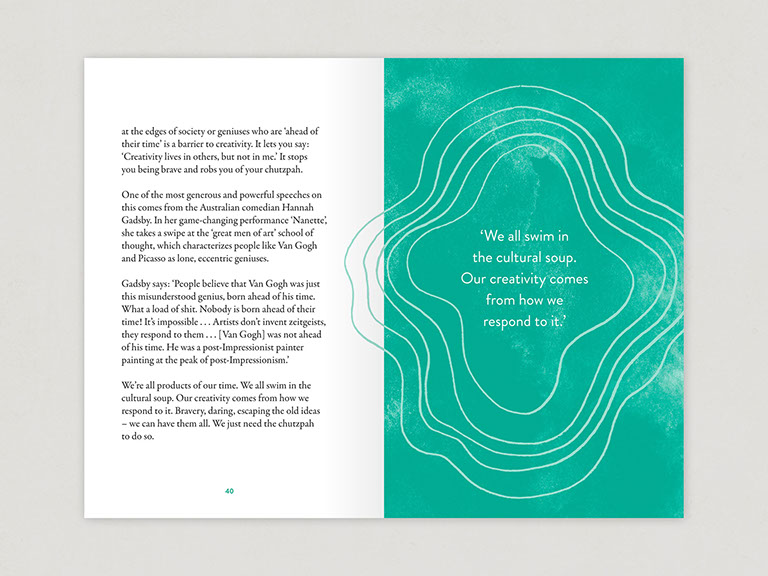 at the edges of society or geniuses who are ‘ahead of
their time’ is a barrier to creativity. It lets you say:
‘Creativity lives in others, but not in me.’ It stops
you being brave and robs you of your chutzpah.
One of the most generous and powerful speeches on
this comes from the Australian comedian Hannah
Gadsby. In her game-changing performance ‘Nanette’,
she takes a swipe at the ‘great men of art’ school of
thought, which characterizes people like Van Gogh
and Picasso as lone, eccentric geniuses.
Gadsby says: ‘People believe that Van Gogh was just
this misunderstood genius, born ahead of his time.
What a load of shit. Nobody is born ahead of their
time! It’s impossible . . . Artists don’t invent zeitgeists,
they respond to them . . . [Van Gogh] was not ahead
of his time. He was a post-Impressionist painter
painting at the peak of post-Impressionism.’
We’re all products of our time. We all swim in the
cultural soup. Our creativity comes from how we
respond to it. Bravery, daring, escaping the old ideas
– we can have them all. We just need the chutzpah
to do so.
40
‘We all swim in
the cultural soup.
Our creativity comes
from how we
respond to it.’